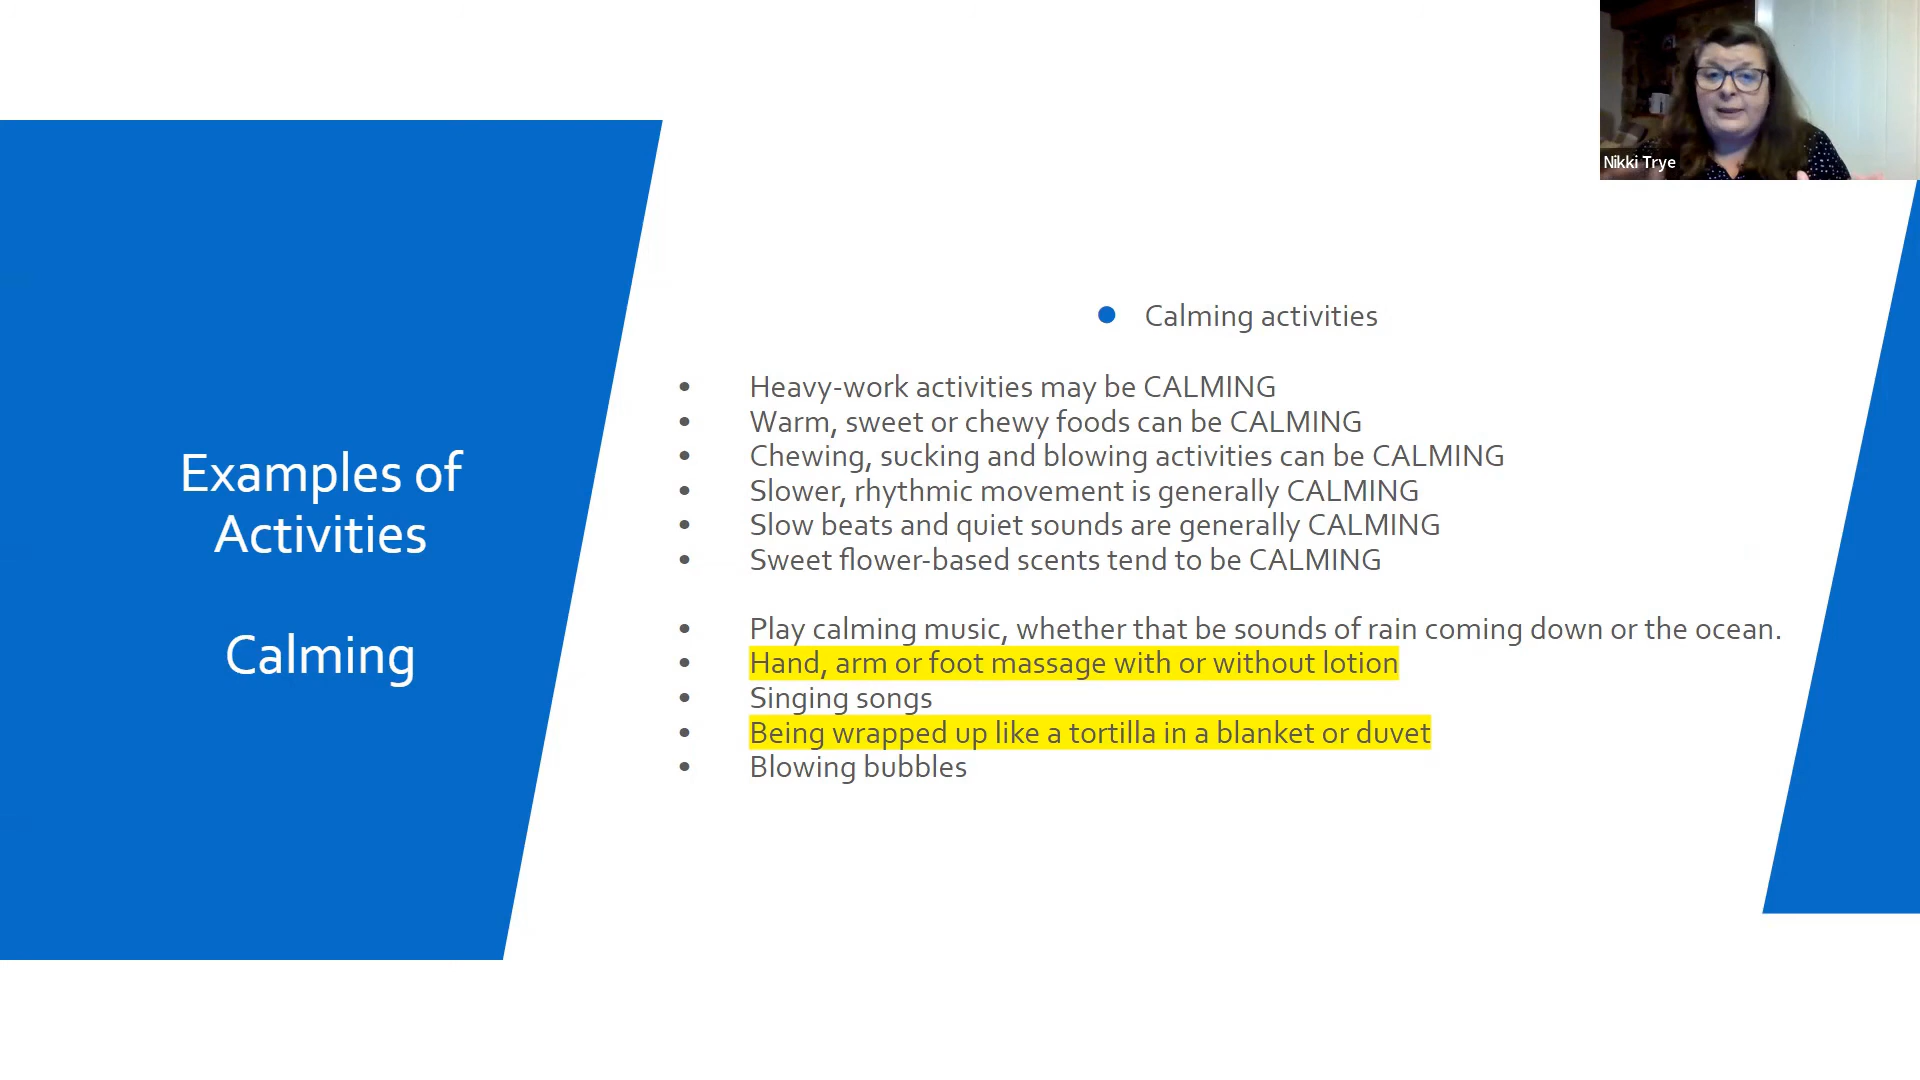 Nikki Trye
Examples of
Activities
Calming
● Calming activities
• Heavy-work activities may be CALMING
• Warm, sweet or chewy foods can be CALMING
• Chewing, sucking and blowing activities can be CALMING
• Slower, rhythmic movement is generally CALMING
• Slow beats and quiet sounds are generally CALMING
• Sweet flower-based scents tend to be CALMING
• Play calming music, whether that be sounds of rain coming down or the ocean.
• Hand, arm or foot massage with or without lotion
• Singing songs
• Being wrapped up like a tortilla in a blanket or duvet
• Blowing bubbles